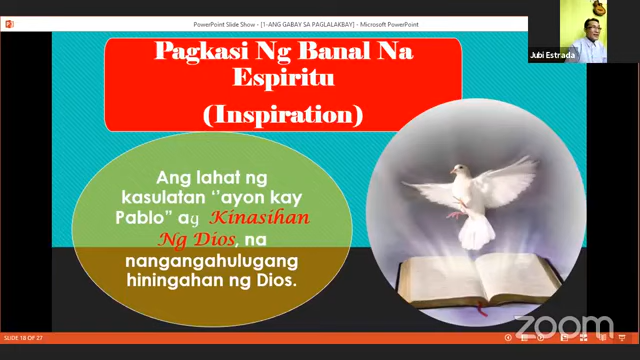 PowerPoint Slide Show - [1-ANG GABAY SA PAGLALAKBAY] - Microsoft PowerPoint
Jubi Estrada
Pagkasi Ng Banal Na
Espiritu
(Inspiration)
Ang lahat ng
kasulatan ‘’ayon kay
Pablo” ay Kinasihan
Ng Dios, na
nangangahulugang
hiningahan ng Dios.
SLIDE 18 OF 27
zoom